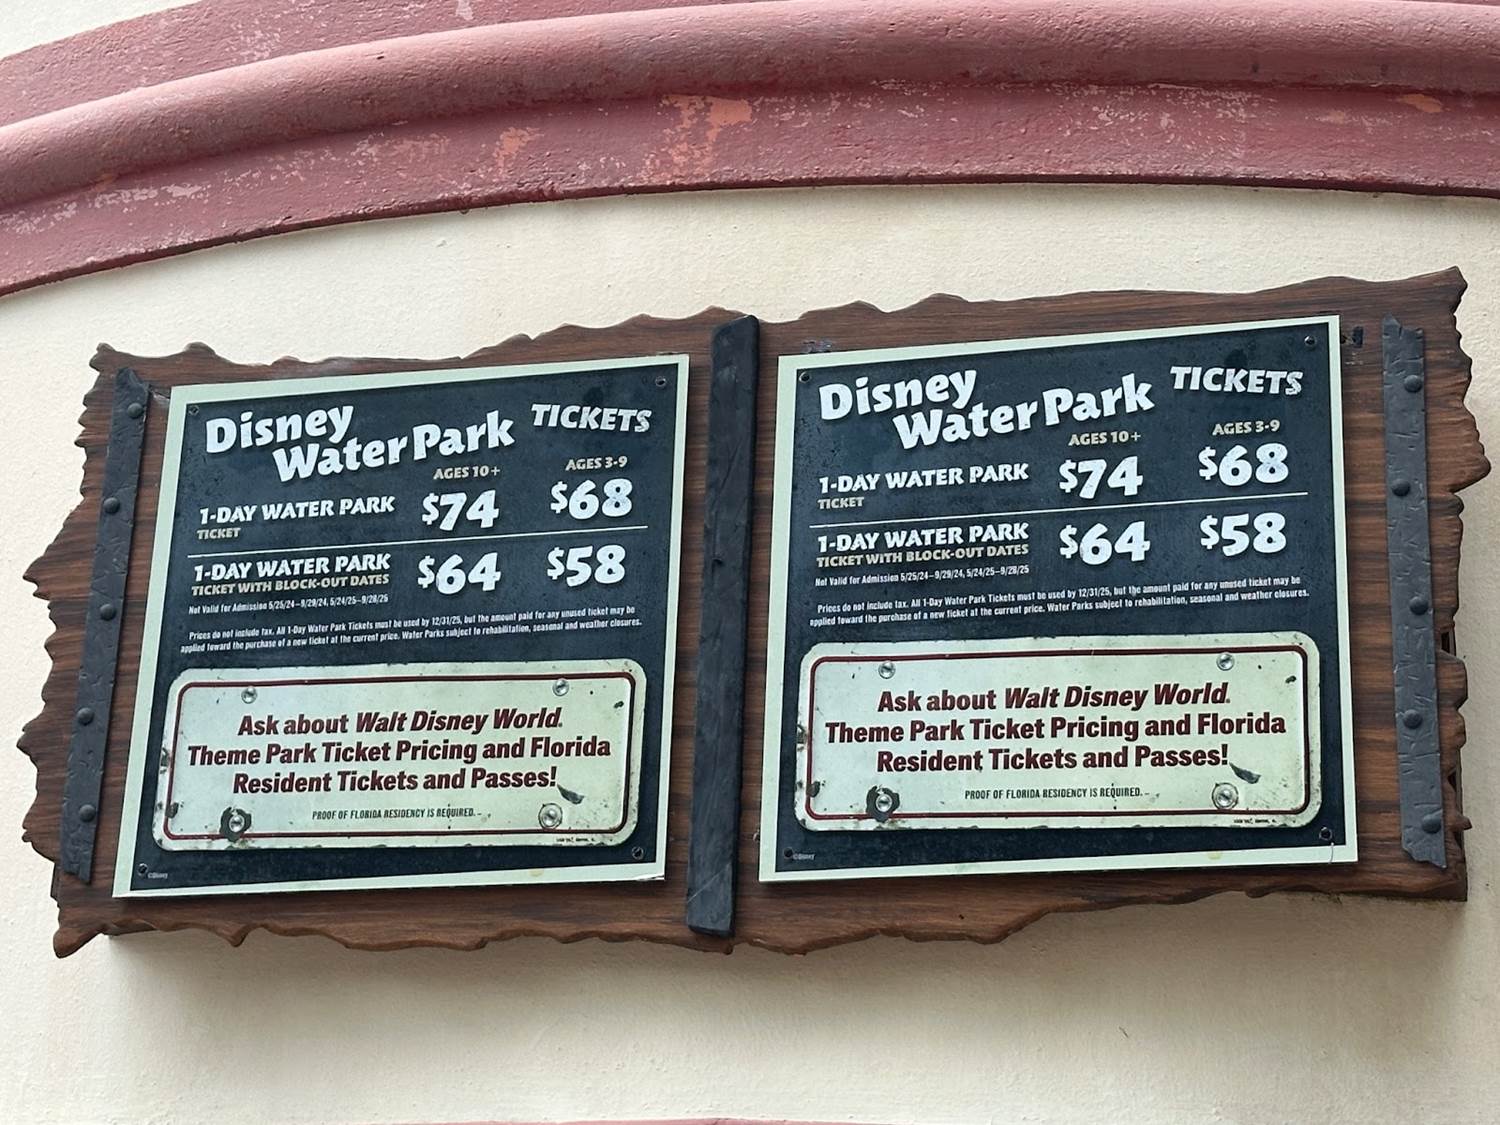 Disney
Water Park TICKETS
AGES 10+ AGES 3-9
1-DAY WATER PARK $74 $68
TICKET
1-DAY WATER PARK $64 $58
TICKET WITH BLOCK-OUT DATES
Not Valid for Admission 5/25/24–9/29/24, 5/24/25–9/28/25
Prices do not include tax. All 1-Day Water Park Tickets must be used by 12/31/25, but the amount paid for any unused ticket may be
applied toward the purchase of a new ticket at the current price. Water Parks subject to rehabilitation, seasonal and weather closures.
Ask about Walt Disney World®
Theme Park Ticket Pricing and Florida
Resident Tickets and Passes!
PROOF OF FLORIDA RESIDENCY IS REQUIRED.
©Disney
Disney
Water Park TICKETS
AGES 10+ AGES 3-9
1-DAY WATER PARK $74 $68
TICKET
1-DAY WATER PARK $64 $58
TICKET WITH BLOCK-OUT DATES
Not Valid for Admission 5/25/24–9/29/24, 5/24/25–9/28/25
Prices do not include tax. All 1-Day Water Park Tickets must be used by 12/31/25, but the amount paid for any unused ticket may be
applied toward the purchase of a new ticket at the current price. Water Parks subject to rehabilitation, seasonal and weather closures.
Ask about Walt Disney World®
Theme Park Ticket Pricing and Florida
Resident Tickets and Passes!
PROOF OF FLORIDA RESIDENCY IS REQUIRED.
©Disney